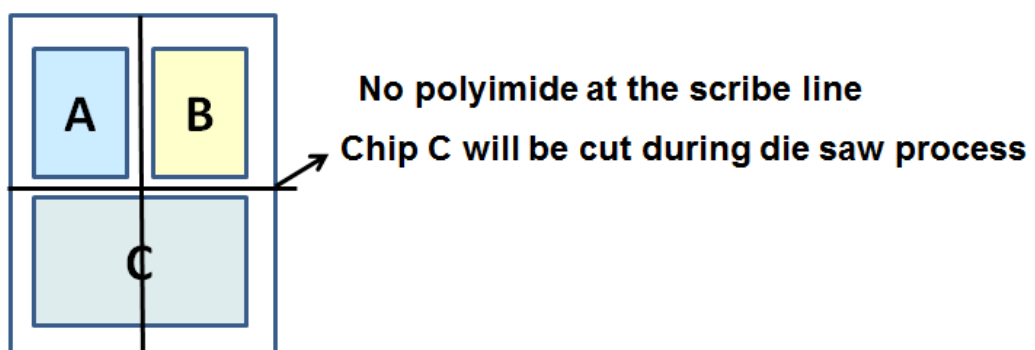 A B
No polyimide at the scribe line
Chip C will be cut during die saw process
C